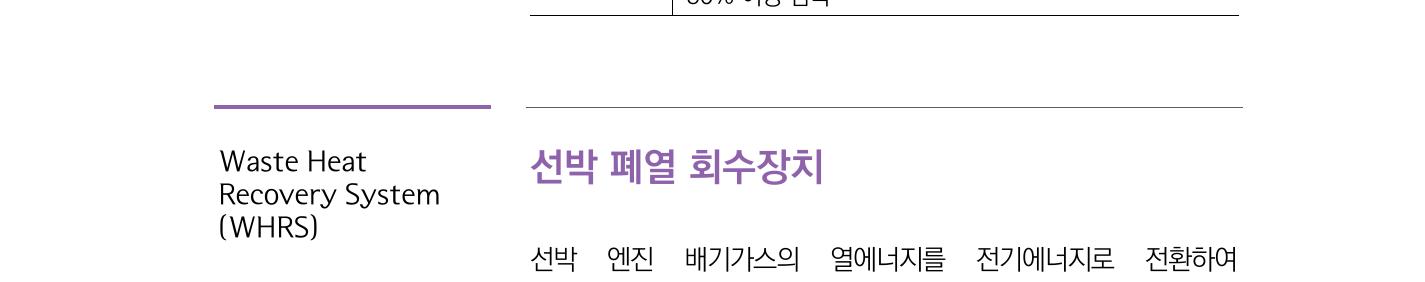 Waste Heat
Recovery System
(WHRS)
선박 폐열 회수장치
선박 엔진 배기가스의 열에너지를 전기에너지로 전환하여